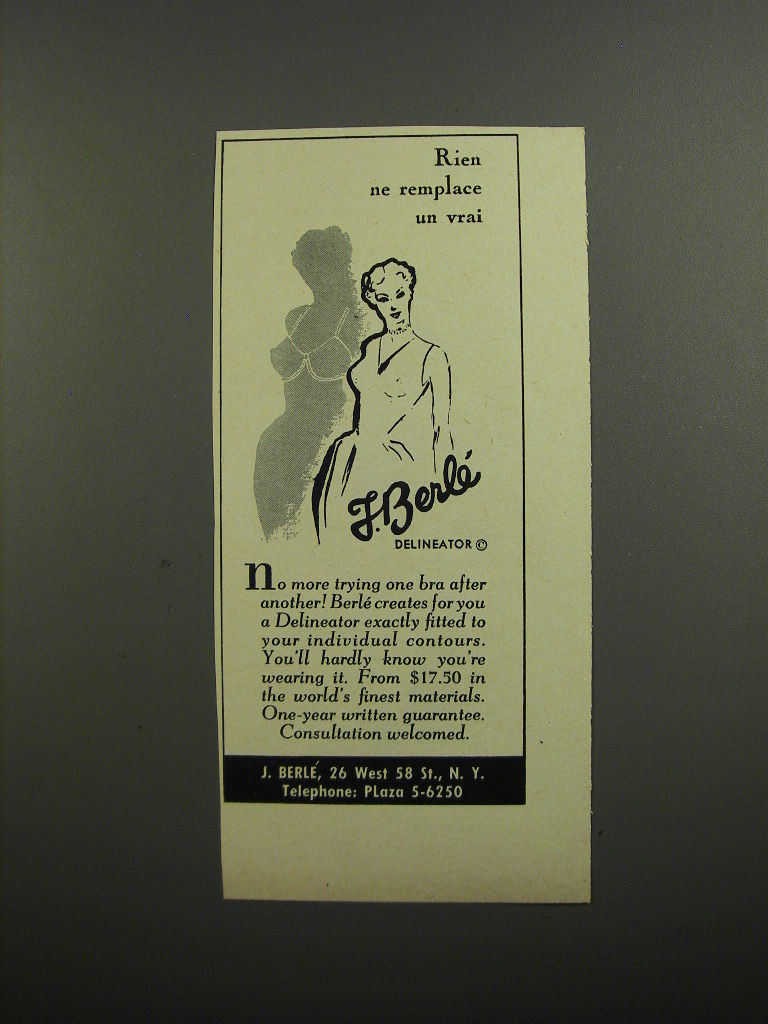 Rien
ne remplace
un vrai
J. Berlé
DELINEATOR ©
No more trying one bra after
another! Berlé creates for you
a Delineator exactly fitted to
your individual contours.
You'll hardly know you're
wearing it. From $17.50 in
the world's finest materials.
One-year written guarantee.
Consultation welcomed.
J. BERLÉ, 26 West 58 St., N. Y.
Telephone: PLaza 5-6250